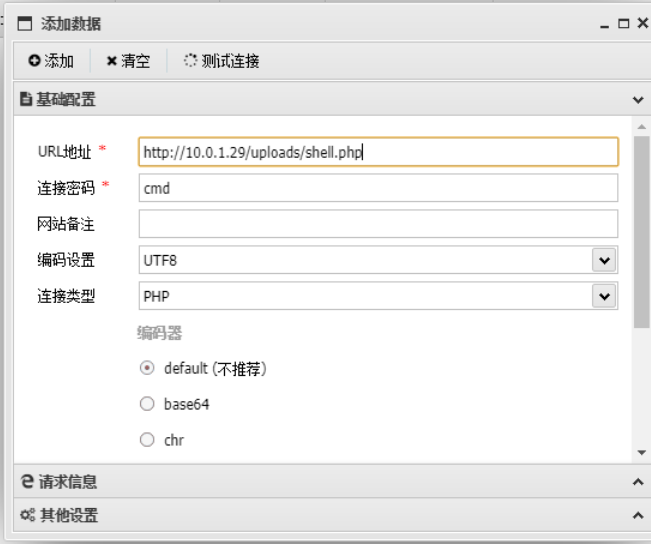 添加数据
添加 清空 测试连接
基础配置
URL地址 * http://10.0.1.29/uploads/shell.php
连接密码 * cmd
网站备注
编码设置 UTF8
连接类型 PHP
编码器
default (不推荐)
base64
chr
请求信息
其他设置